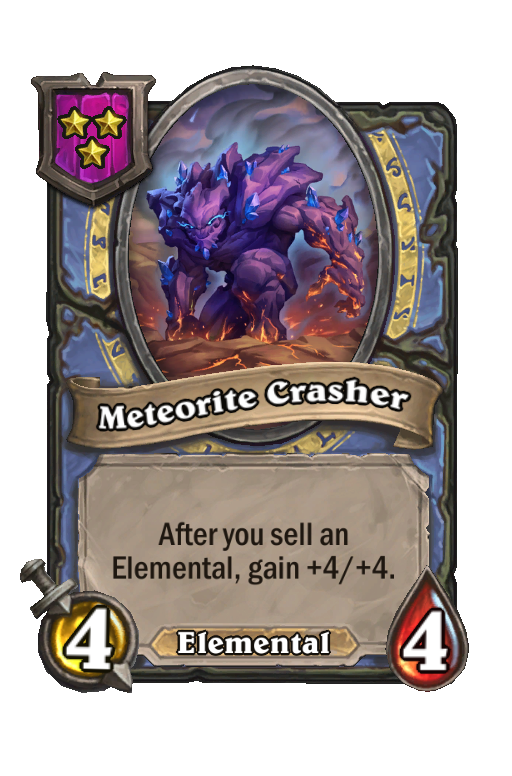 Meteorite Crasher
After you sell an
Elemental, gain +4/+4.
4
Elemental
4